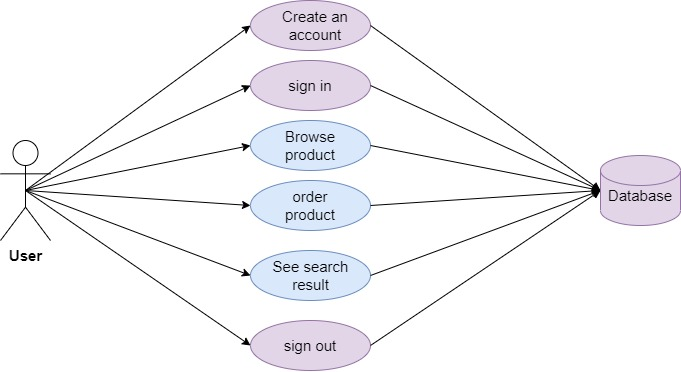 Create an
account
sign in
Browse
product
order
product
See search
result
sign out
User
Database